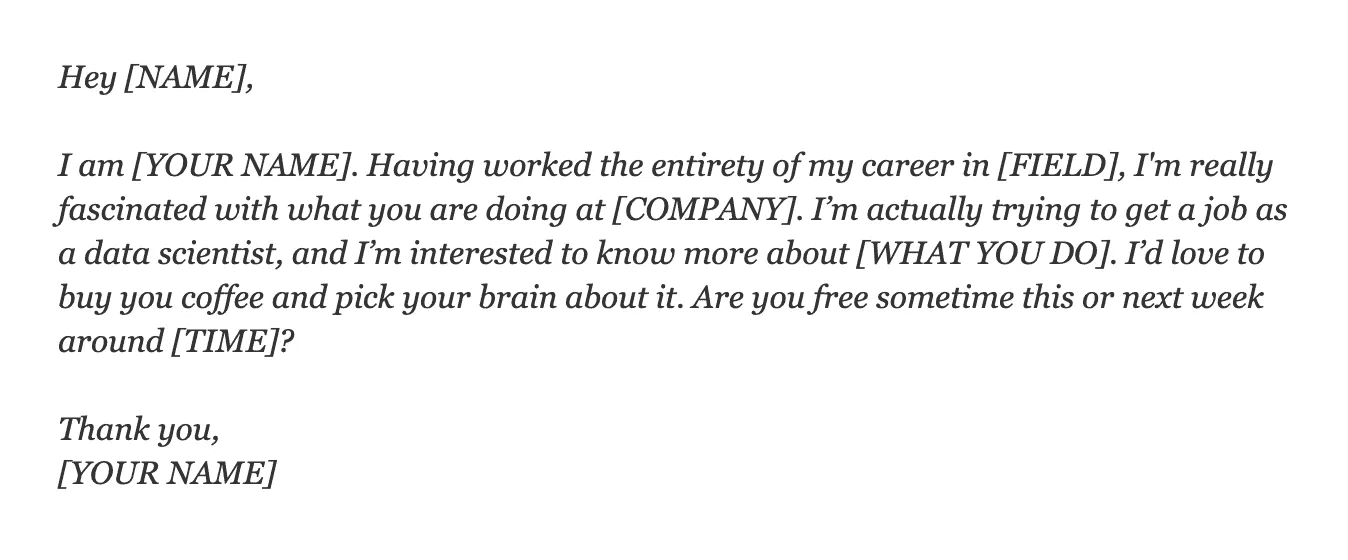 Hey [NAME],
I am [YOUR NAME]. Having worked the entirety of my career in [FIELD], I'm really
fascinated with what you are doing at [COMPANY]. I’m actually trying to get a job as
a data scientist, and I’m interested to know more about [WHAT YOU DO]. I’d love to
buy you coffee and pick your brain about it. Are you free sometime this or next week
around [TIME]?
Thank you,
[YOUR NAME]